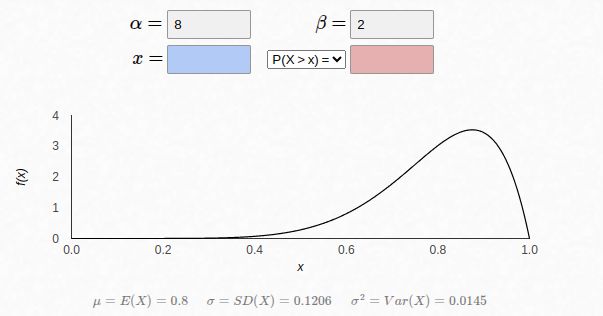 α = 8 β = 2
x = P(X > x) =
4
3
2
1
0
f(x)
0.0 0.2 0.4 0.6 0.8 1.0
x
μ = E(X) = 0.8 σ = SD(X) = 0.1206 σ² = Var(X) = 0.0145